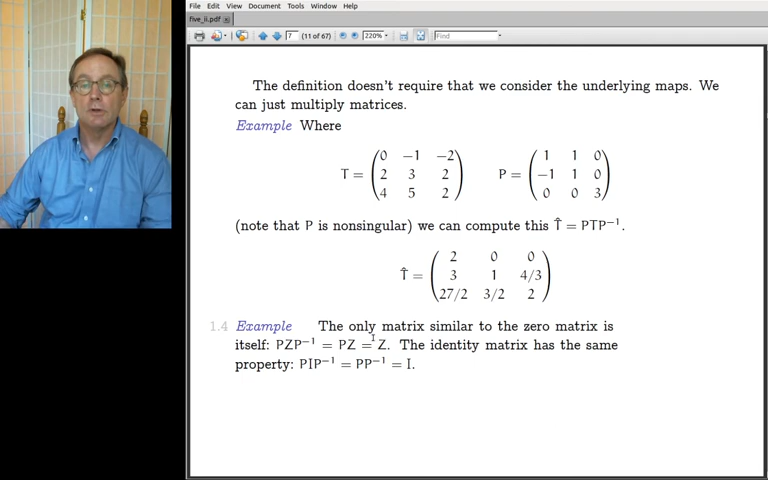 File Edit View Document Tools Window Help
five_ii.pdf
7 (11 of 67) 220% Find
The definition doesn't require that we consider the underlying maps. We
can just multiply matrices.
Example Where
T = ( 0 −1 −2
2 3 2
4 5 2 )
P = ( 1 1 0
−1 1 0
0 0 3 )
(note that P is nonsingular) we can compute this T̂ = PTP⁻¹.
T̂ = ( 2 0 0
3 1 4/3
27/2 3/2 2 )
1.4 Example The only matrix similar to the zero matrix is
itself: PZP⁻¹ = PZ = Z. The identity matrix has the same
property: PIP⁻¹ = PP⁻¹ = I.